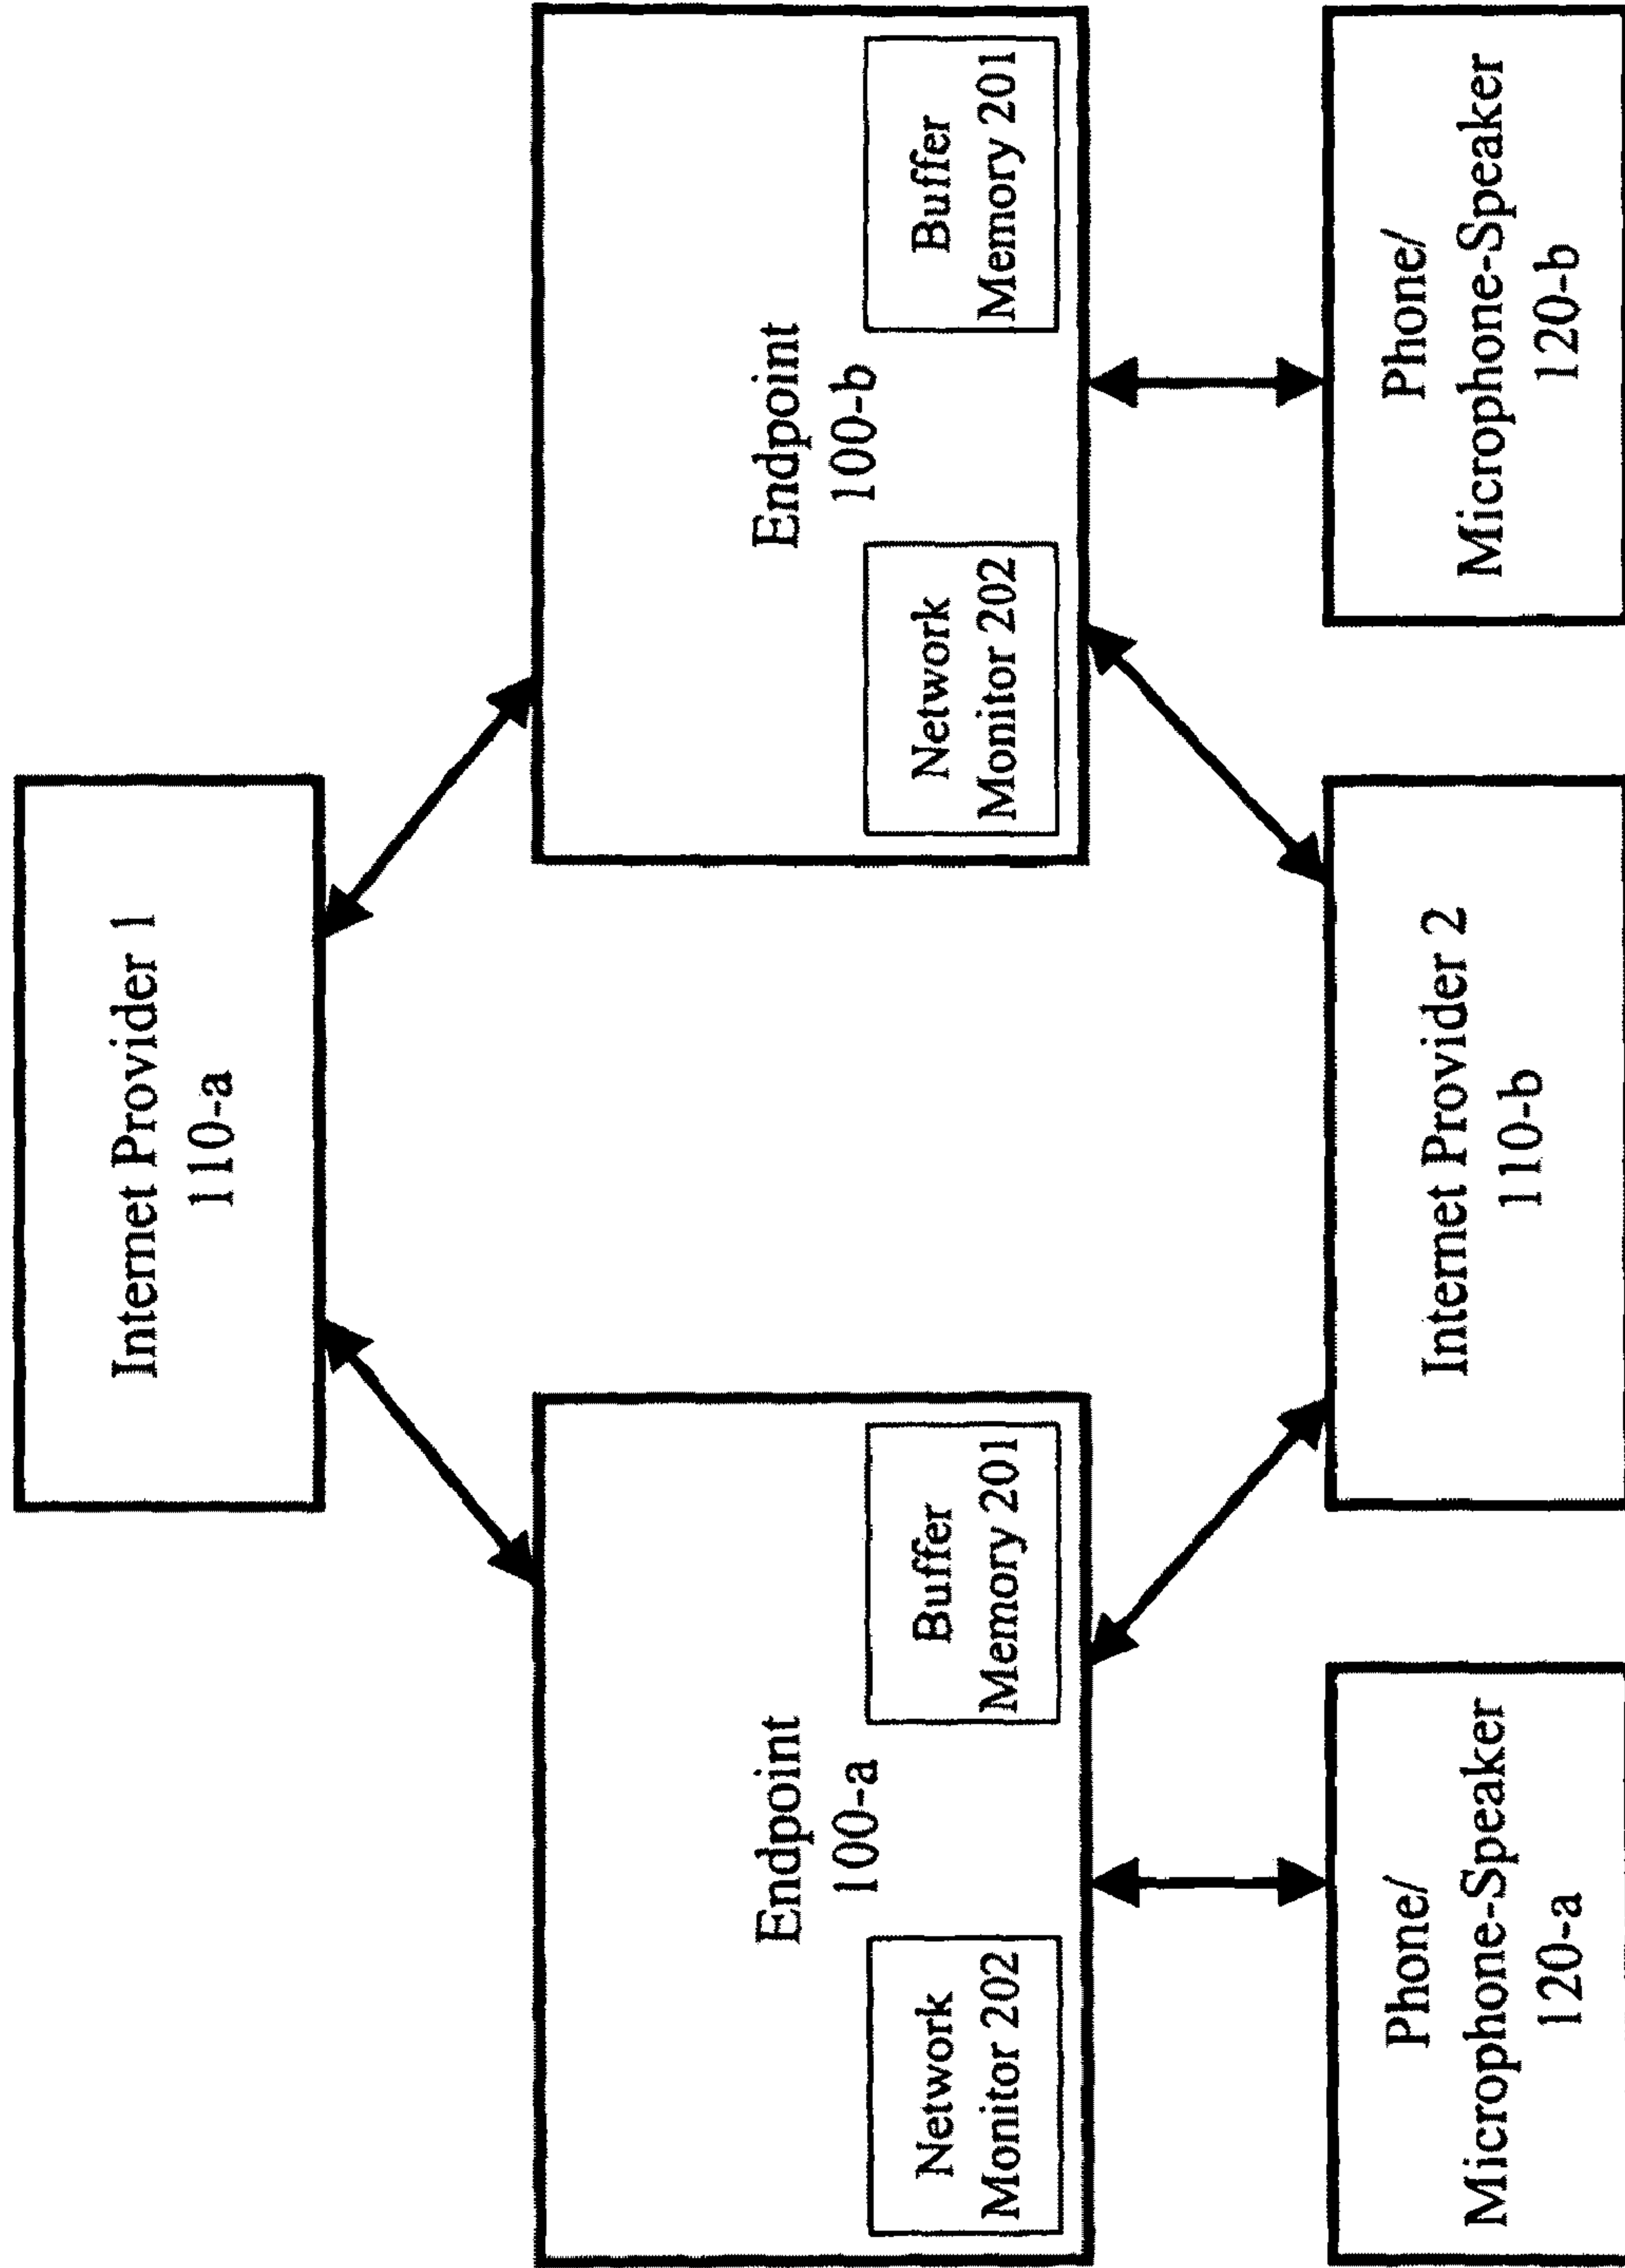 Internet Provider 1
110-a
Endpoint
100-a
Network
Monitor 202
Buffer
Memory 201
Endpoint
100-b
Network
Monitor 202
Buffer
Memory 201
Phone/
Microphone-Speaker
120-a
Internet Provider 2
110-b
Phone/
Microphone-Speaker
120-b